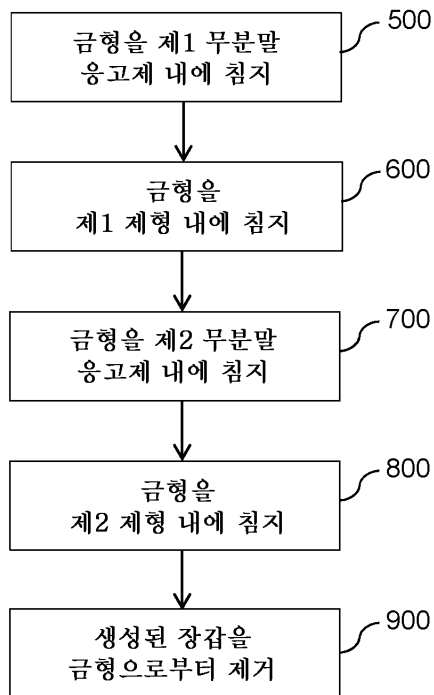 금형을 제1 무분말
응고제 내에 침지
500
금형을
제1 제형 내에 침지
600
금형을 제2 무분말
응고제 내에 침지
700
금형을
제2 제형 내에 침지
800
생성된 장갑을
금형으로부터 제거
900